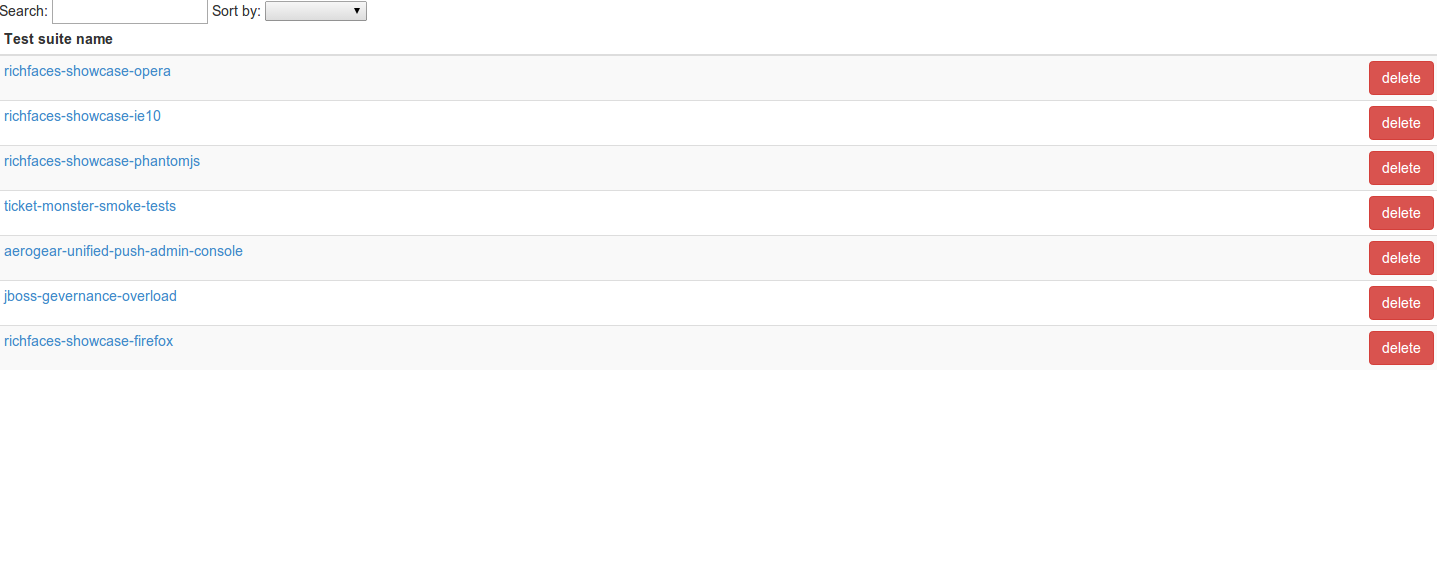 Search: Sort by:
Test suite name
richfaces-showcase-opera delete
richfaces-showcase-ie10 delete
richfaces-showcase-phantomjs delete
ticket-monster-smoke-tests delete
aerogear-unified-push-admin-console delete
jboss-gevernance-overload delete
richfaces-showcase-firefox delete